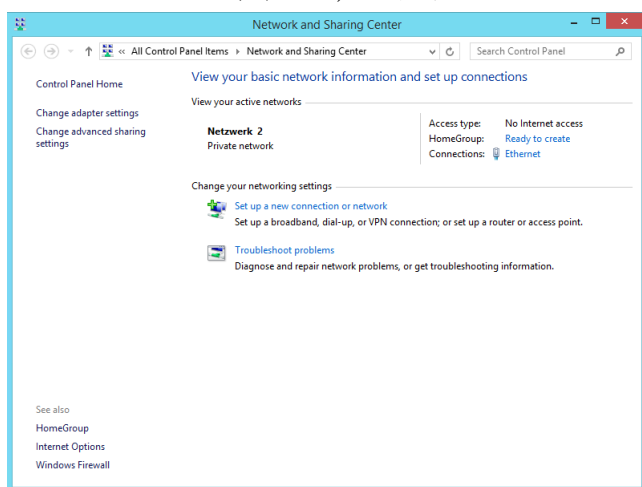 Network and Sharing Center
« All Control Panel Items Network and Sharing Center
Search Control Panel
Control Panel Home
Change adapter settings
Change advanced sharing
settings
View your basic network information and set up connections
View your active networks
Netzwerk 2
Private network
Access type: No Internet access
HomeGroup: Ready to create
Connections: Ethernet
Change your networking settings
Set up a new connection or network
Set up a broadband, dial-up, or VPN connection; or set up a router or access point.
Troubleshoot problems
Diagnose and repair network problems, or get troubleshooting information.
See also
HomeGroup
Internet Options
Windows Firewall